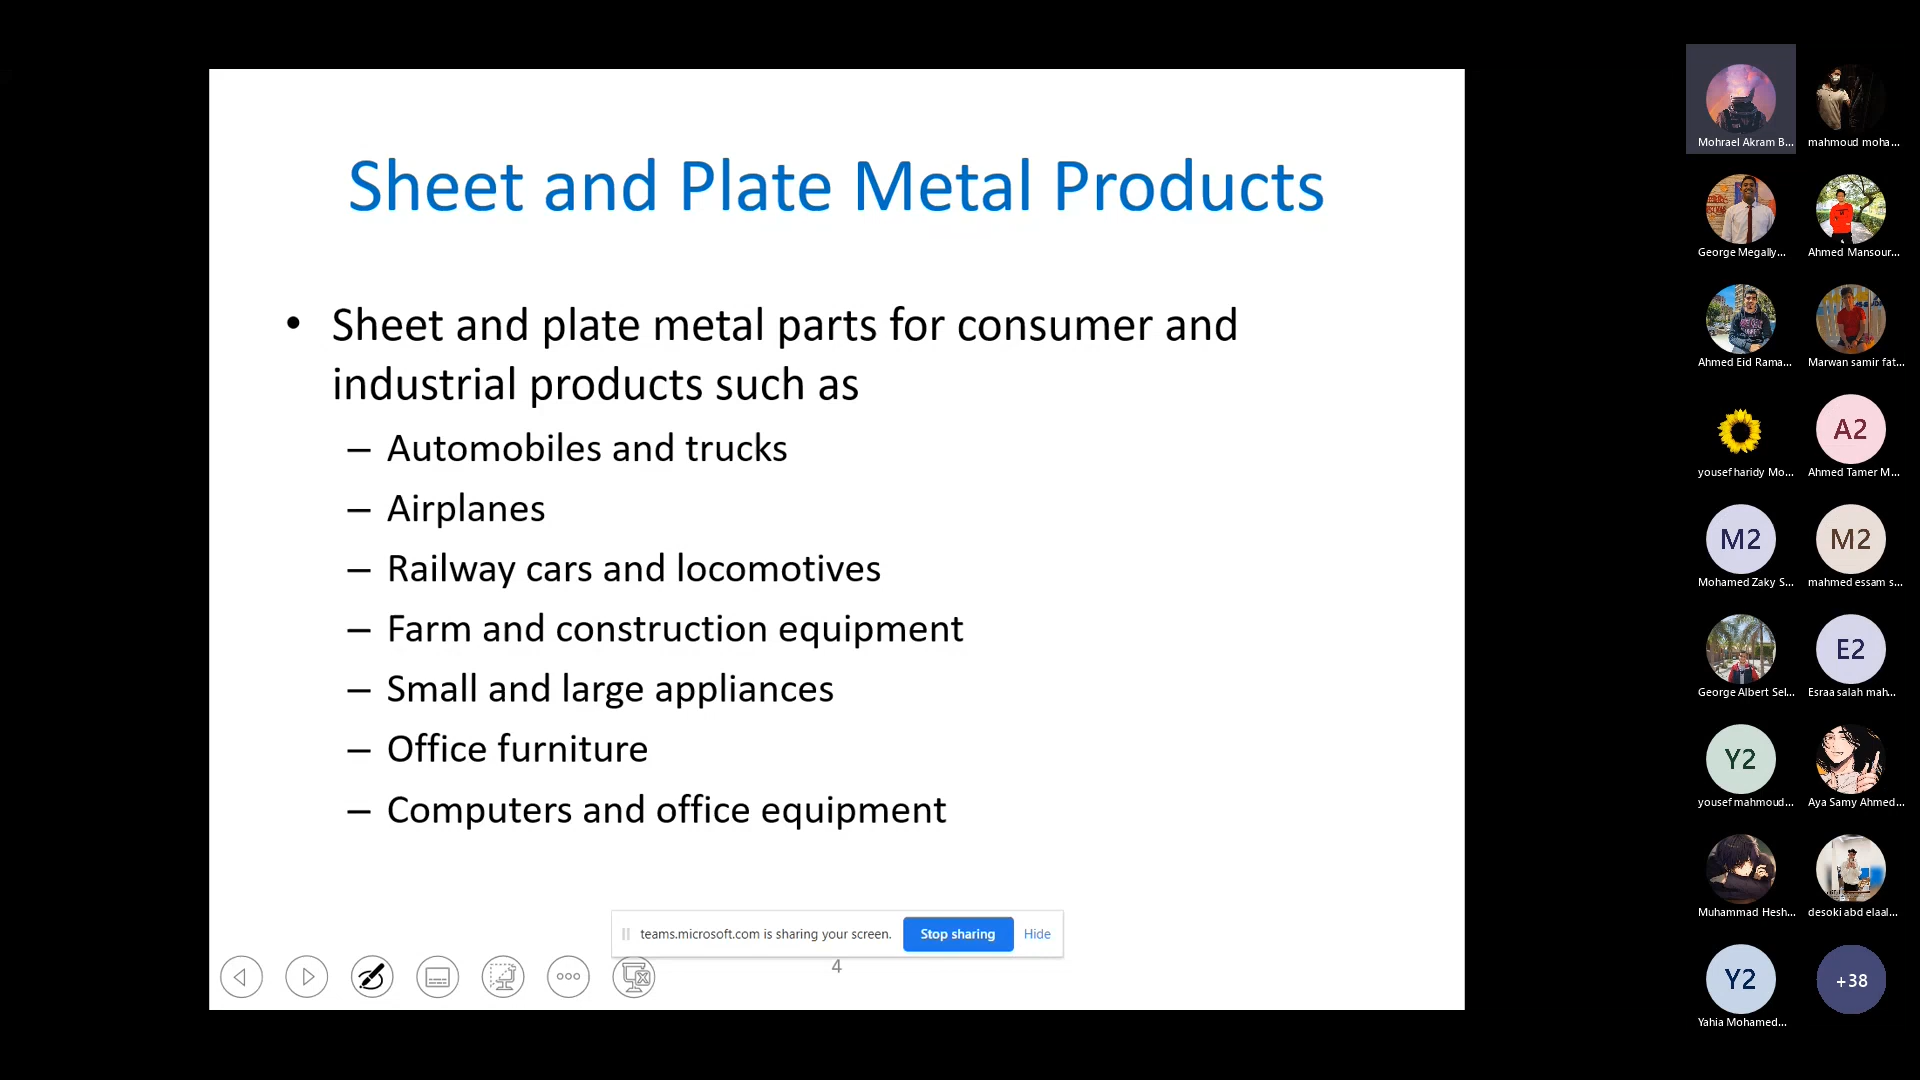 Sheet and Plate Metal Products
• Sheet and plate metal parts for consumer and
industrial products such as
– Automobiles and trucks
– Airplanes
– Railway cars and locomotives
– Farm and construction equipment
– Small and large appliances
– Office furniture
– Computers and office equipment
teams.microsoft.com is sharing your screen.
Stop sharing
Hide
4
Mohrael Akram B...
mahmoud moha...
George Megally...
Ahmed Mansour...
Ahmed Eid Rama...
Marwan samir fat...
yousef haridy Mo...
A2
Ahmed Tamer M...
M2
Mohamed Zaky S...
M2
mahmed essam s...
George Albert Sel...
E2
Esraa salah mah...
Y2
yousef mahmoud...
Aya Samy Ahmed...
Muhammad Hesh...
desoki abd elaal...
Y2
Yahia Mohamed...
+38